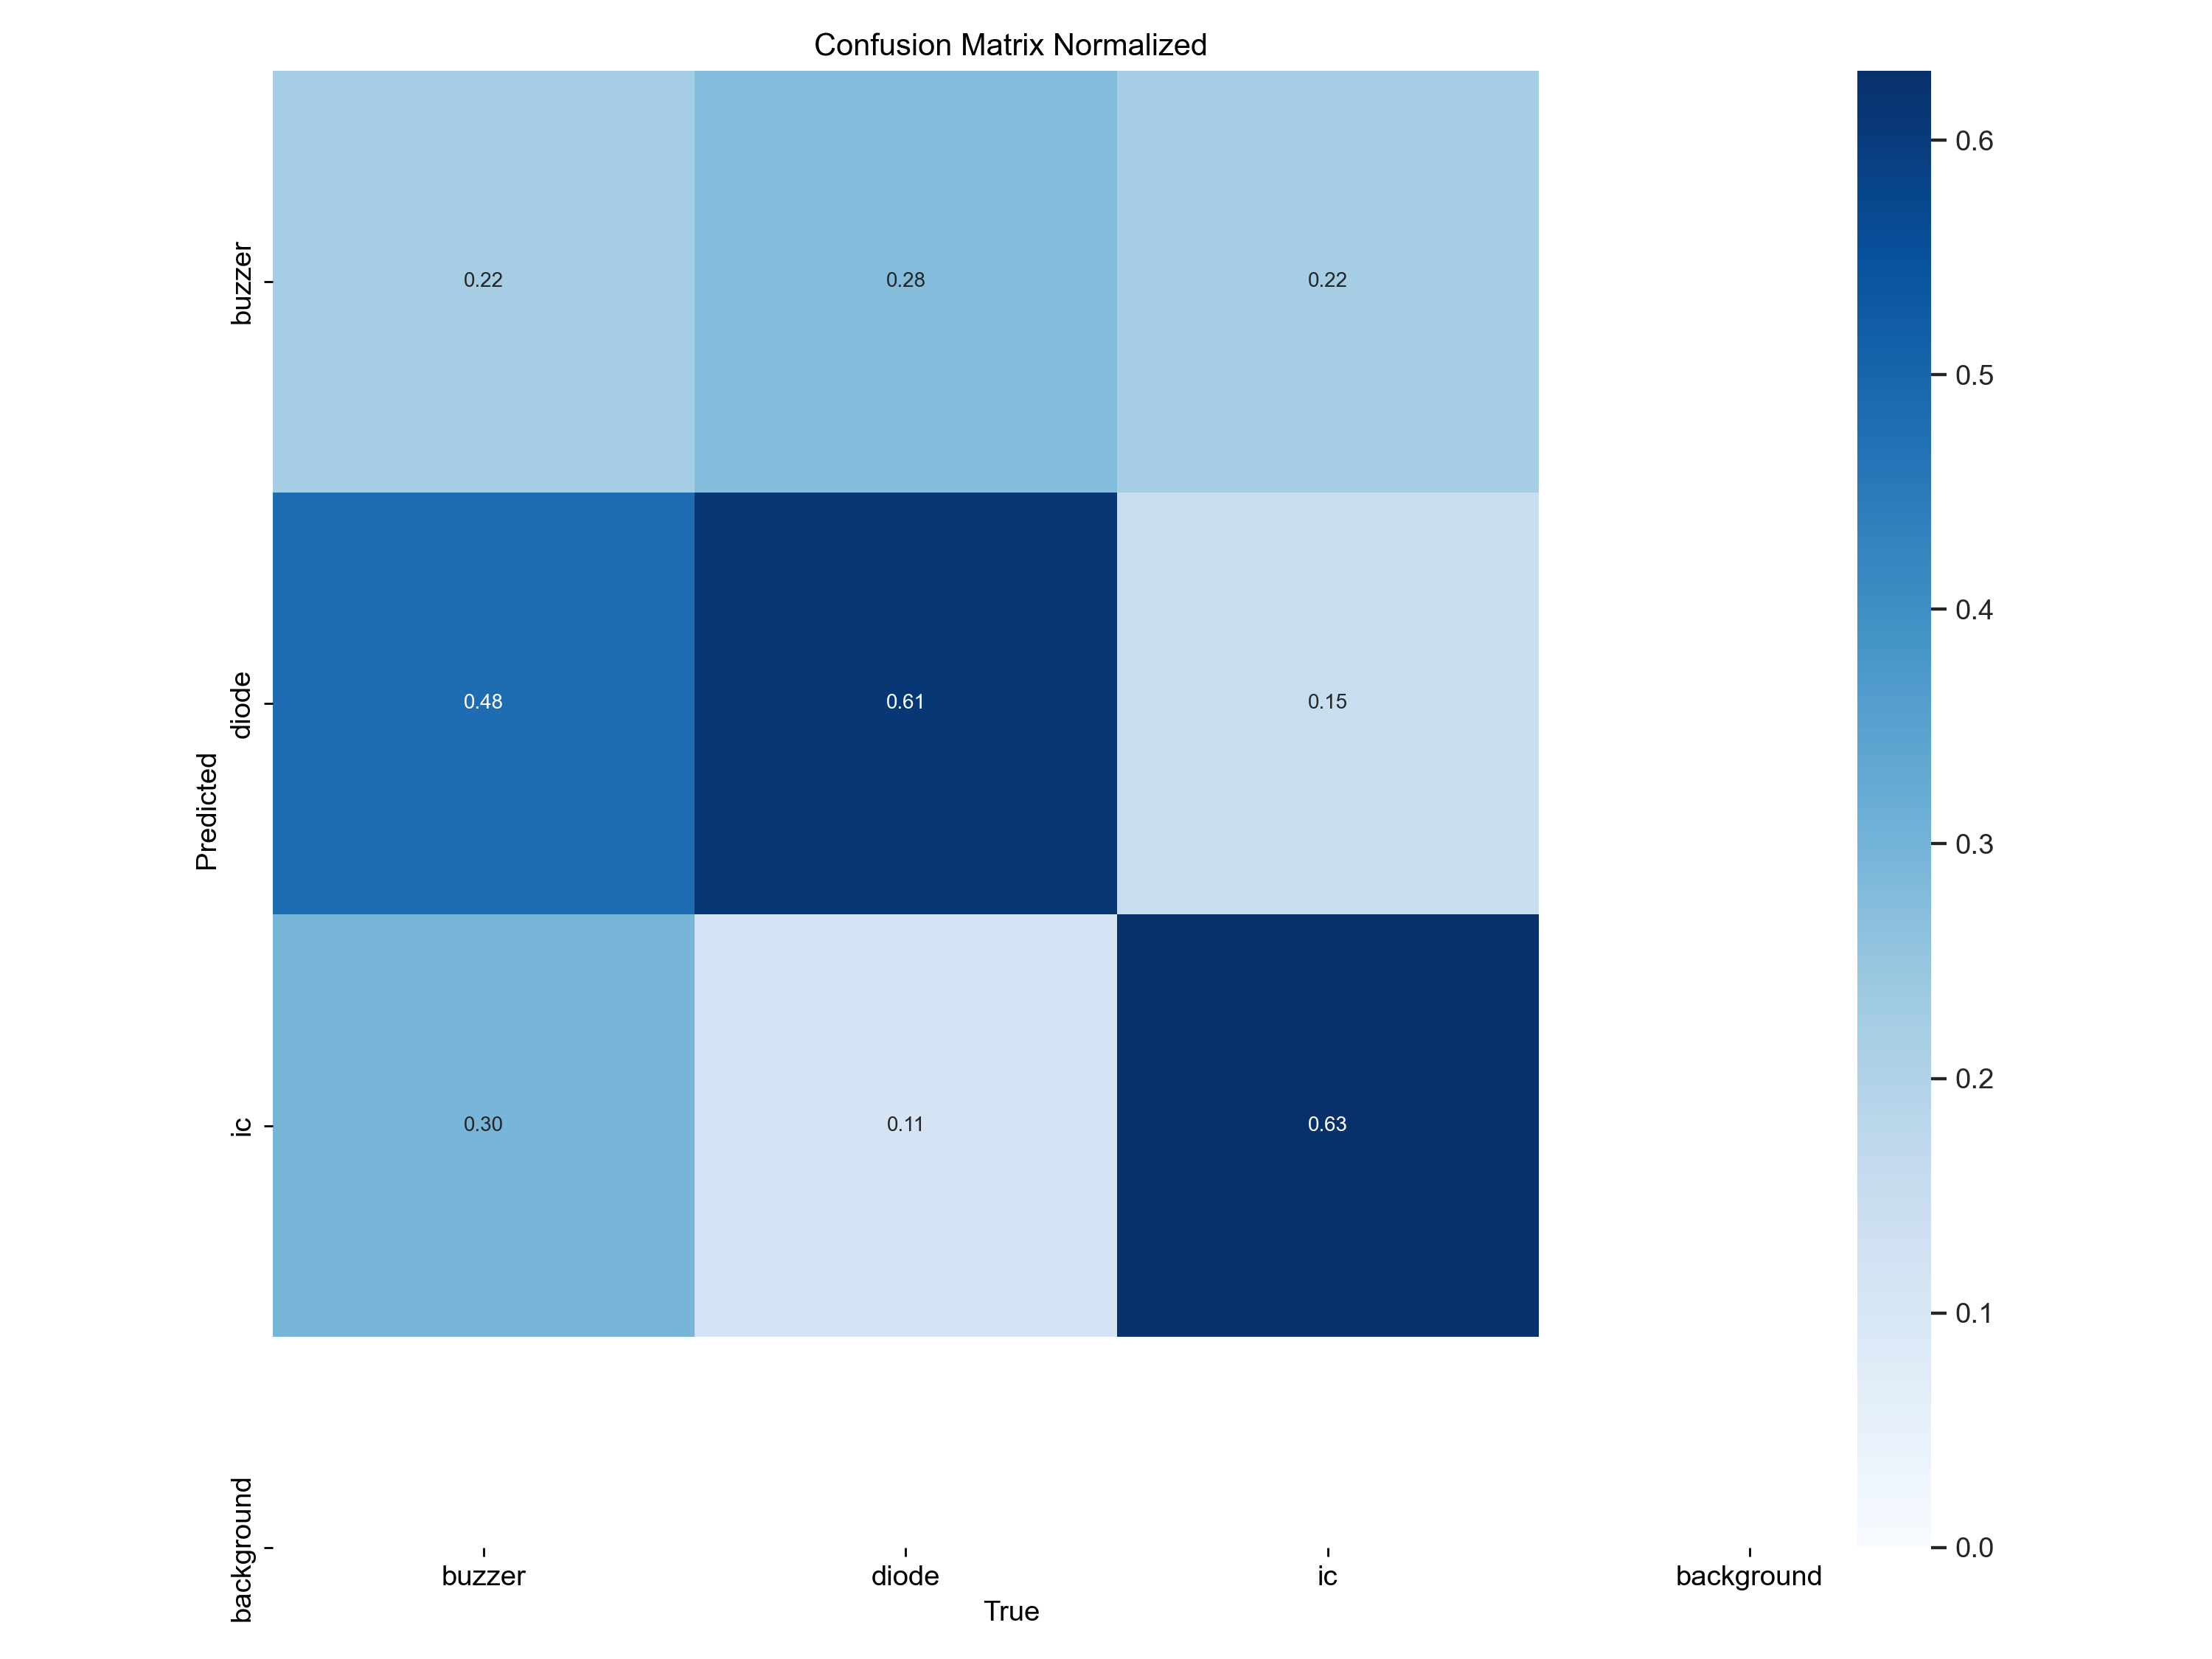 Confusion Matrix Normalized
buzzer
0.22
0.28
0.22
diode
0.48
0.61
0.15
ic
0.30
0.11
0.63
background
Predicted
buzzer
diode
ic
background
True
0.6
0.5
0.4
0.3
0.2
0.1
0.0